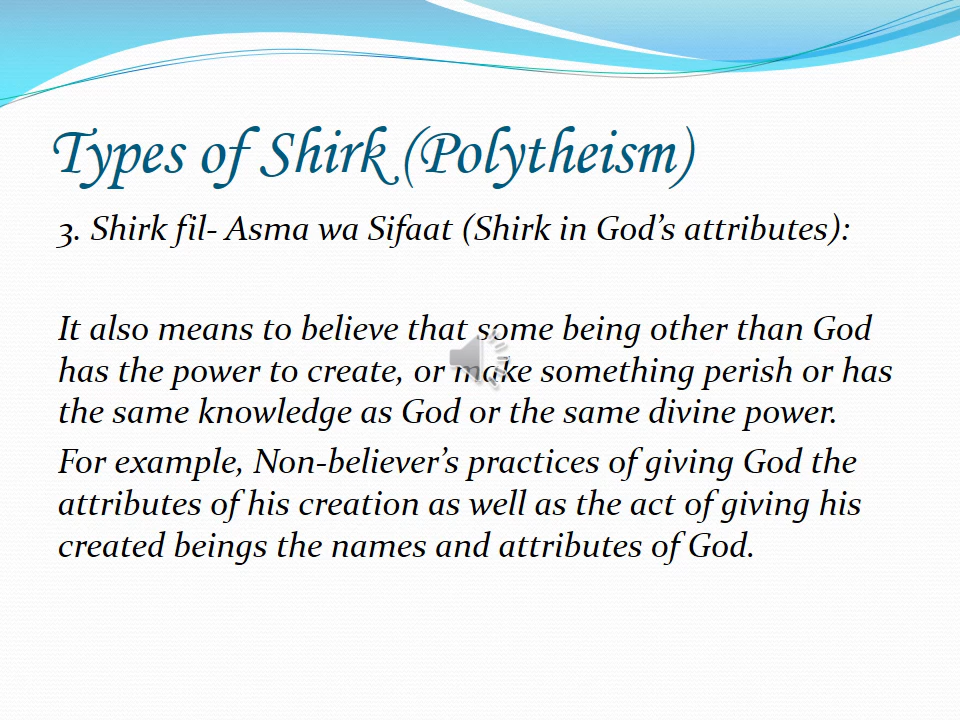 Types of Shirk (Polytheism)
3. Shirk fil- Asma wa Sifaat (Shirk in God’s attributes):
It also means to believe that some being other than God
has the power to create, or make something perish or has
the same knowledge as God or the same divine power.
For example, Non-believer’s practices of giving God the
attributes of his creation as well as the act of giving his
created beings the names and attributes of God.